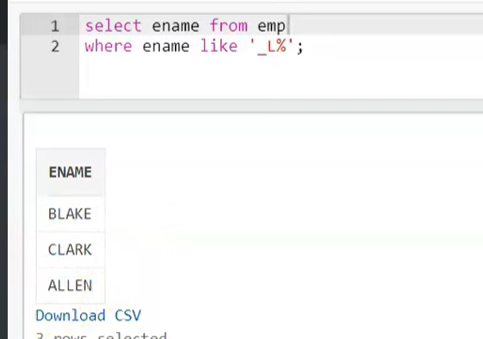 1 select ename from emp
2 where ename like '_L%';
ENAME
BLAKE
CLARK
ALLEN
Download CSV
3 rows selected